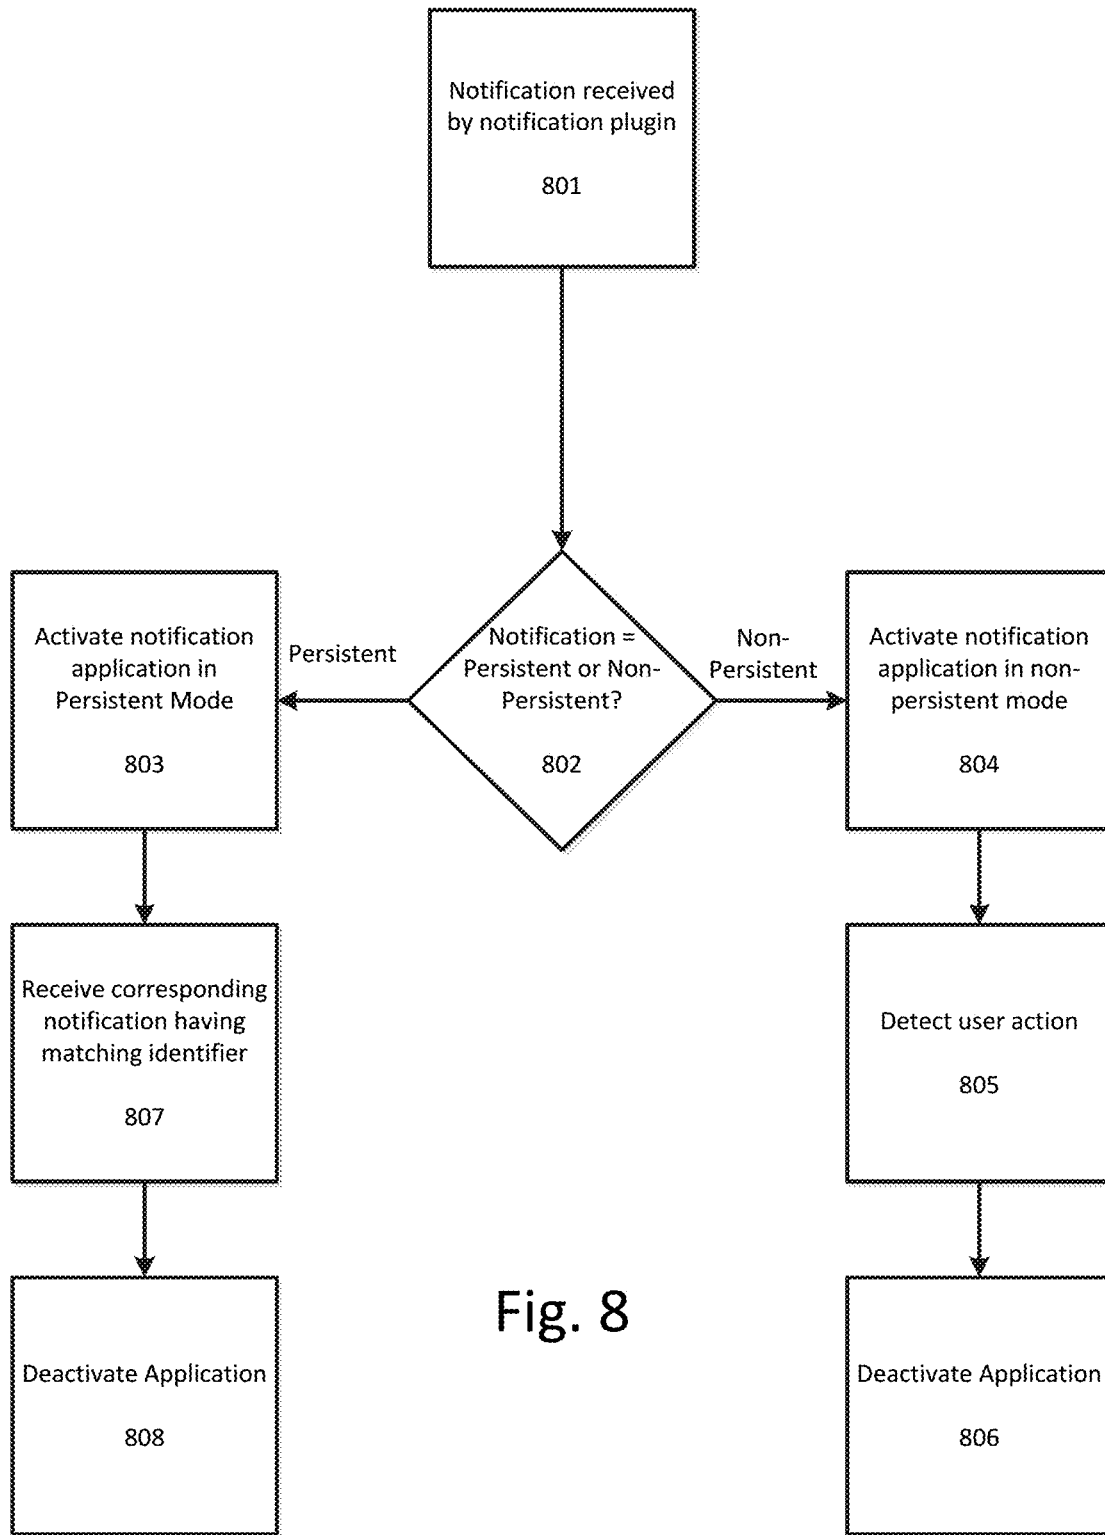 Notification received
by notification plugin
801
Notification =
Persistent or Non-
Persistent?
802
Persistent
Non-
Persistent
Activate notification
application in
Persistent Mode
803
Activate notification
application in non-
persistent mode
804
Receive corresponding
notification having
matching identifier
807
Detect user action
805
Deactivate Application
808
Deactivate Application
806
Fig. 8